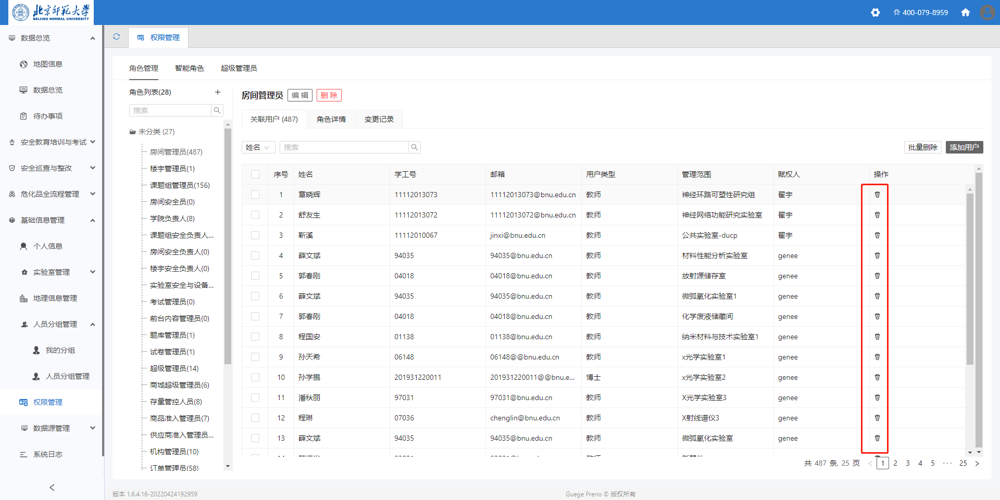 北京师范大学
BEIJING NORMAL UNIVERSITY
400-079-8959
数据总览
地图信息
数据总览
待办事项
安全教育培训与考试
安全巡查与整改
危化品全流程管理
基础信息管理
个人信息
实验室管理
地理信息管理
人员分组管理
我的分组
人员分组管理
权限管理
数据源管理
系统日志
权限管理
角色管理 智能角色 超级管理员
角色列表(28)
搜索
未分类 (27)
房间管理员(487)
楼宇管理员(1)
课题组管理员(156)
房间安全员(0)
学院负责人(8)
课题组安全负责人...
房间安全负责人(0)
楼宇安全负责人(0)
实验室安全与设备...
考试管理员(0)
前台内容管理员(0)
题库管理员(1)
试卷管理员(1)
超级管理员(14)
商城超级管理员(6)
存量管控人员(8)
商品准入管理员(7)
供应商准入管理员...
机构管理员(10)
订单管理员(58)
房间管理员 编 辑 删 除
关联用户 (487) 角色详情 变更记录
姓名 搜索 批量删除 添加用户
序号 姓名 学工号 邮箱 用户类型 管理范围 赋权人 操作
1 章晓辉 11112013073 11112013073@bnu.edu.cn 教师 神经环路可塑性研究组 翟宇
2 舒友生 11112013072 11112013072@bnu.edu.cn 教师 神经网络功能研究实验室 翟宇
3 靳溪 11112010067 jinxi@bnu.edu.cn 教师 公共实验室-ducp 翟宇
4 薛文斌 94035 94035@bnu.edu.cn 教师 材料性能分析实验室 genee
5 郭春刚 04018 04018@bnu.edu.cn 教师 放射源储存室 genee
6 薛文斌 94035 94035@bnu.edu.cn 教师 微弧氧化实验室1 genee
7 郭春刚 04018 04018@bnu.edu.cn 教师 化学废液储藏间 genee
8 程国安 01138 01138@bnu.edu.cn 教师 纳米材料与技术实验室1 genee
9 孙天希 06148 06148@@bnu.edu.cn 教师 x光学实验室1 genee
10 孙学鹏 201931220011 201931220011@@bnu.e... 博士 x光学实验室2 genee
11 潘秋丽 97031 97031@bnu.edu.cn 教师 X光学实验室3 genee
12 程琳 07036 chenglin@bnu.edu.cn 教师 X射线谱仪3 genee
13 薛文斌 94035 94035@bnu.edu.cn 教师 微弧氧化实验室 genee
共 487 条, 25 页 < 1 2 3 4 5 ••• 25 >
版本 1.6.4.16-20220424192959
Guege Preno © 版权所有